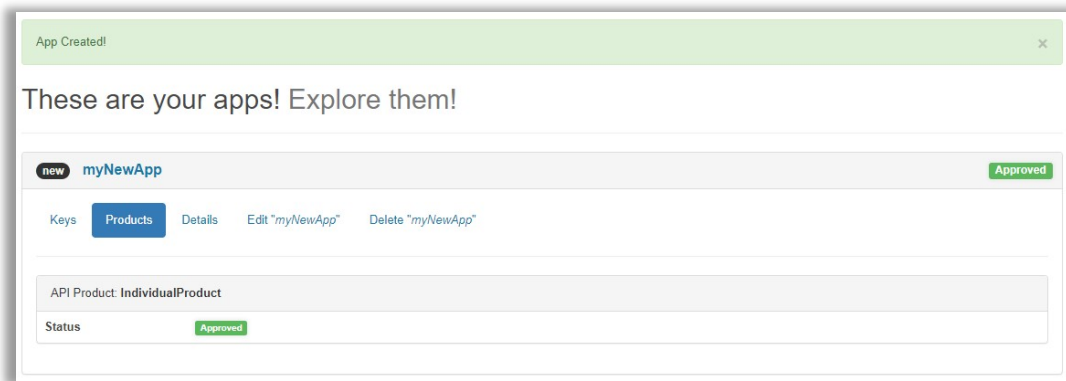 App Created! ×
These are your apps! Explore them!
new myNewApp Approved
Keys Products Details Edit "myNewApp" Delete "myNewApp"
API Product: IndividualProduct
Status Approved